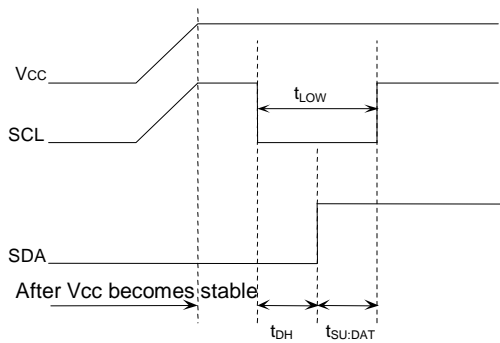 Vcc
tLOW
SCL
SDA
After Vcc becomes stable
tDH
tSU;DAT